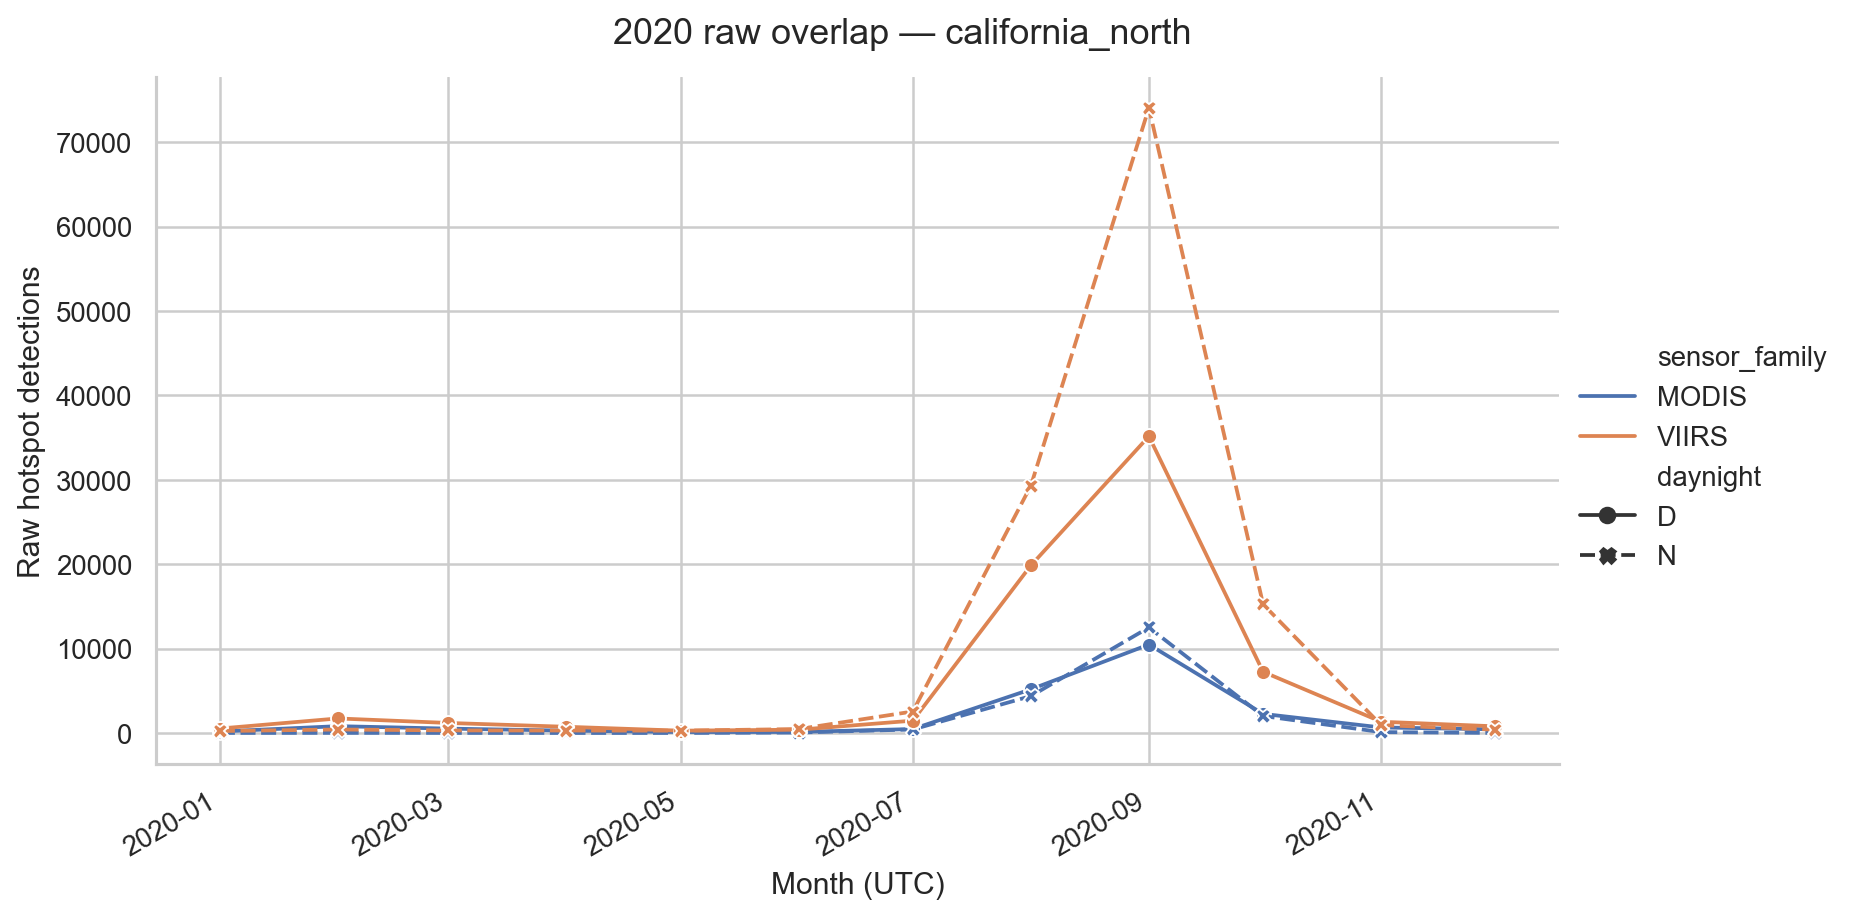 2020 raw overlap — california_north
Raw hotspot detections
70000
60000
50000
40000
30000
20000
10000
0
2020-01
2020-03
2020-05
2020-07
2020-09
2020-11
Month (UTC)
sensor_family
MODIS
VIIRS
daynight
D
N